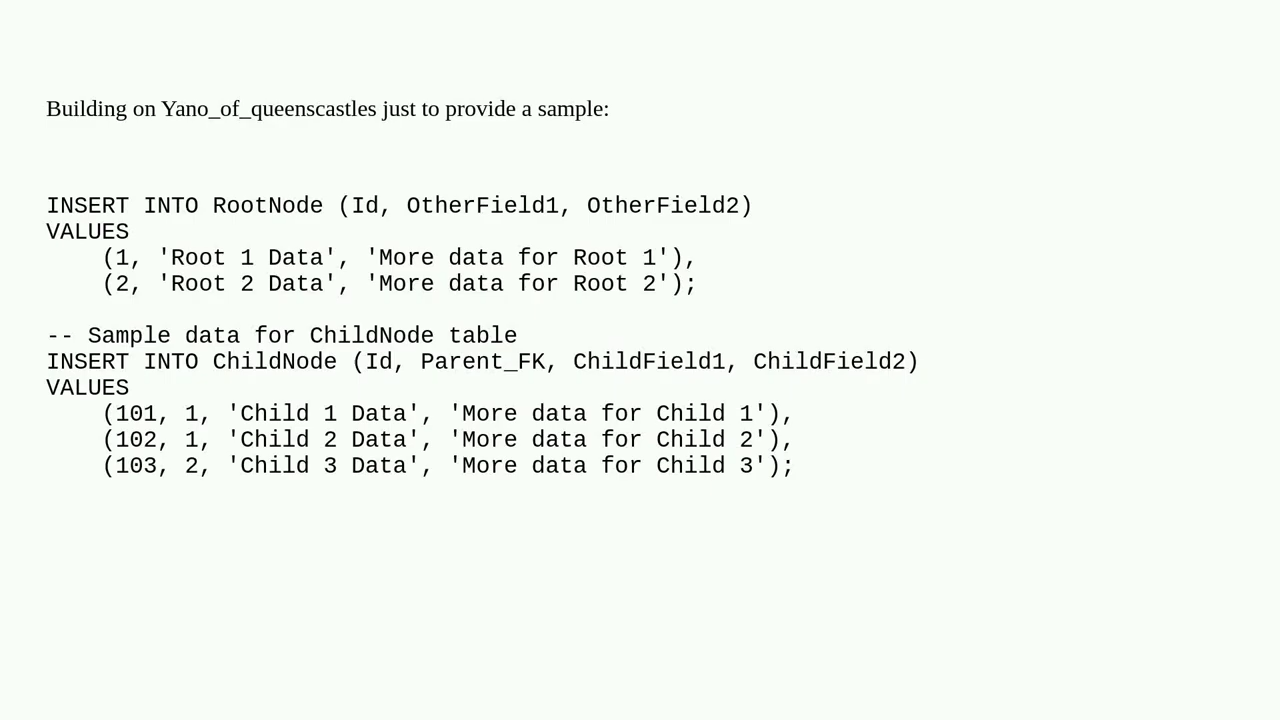 Building on Yano_of_queenscastles just to provide a sample:
INSERT INTO RootNode (Id, OtherField1, OtherField2)
VALUES
    (1, 'Root 1 Data', 'More data for Root 1'),
    (2, 'Root 2 Data', 'More data for Root 2');
-- Sample data for ChildNode table
INSERT INTO ChildNode (Id, Parent_FK, ChildField1, ChildField2)
VALUES
    (101, 1, 'Child 1 Data', 'More data for Child 1'),
    (102, 1, 'Child 2 Data', 'More data for Child 2'),
    (103, 2, 'Child 3 Data', 'More data for Child 3');